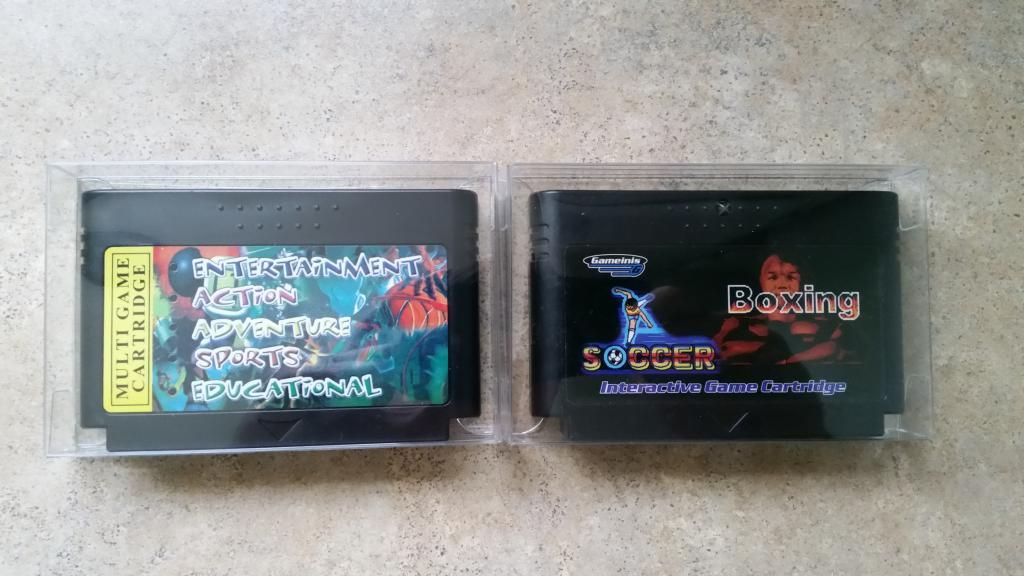 MULTI GAME
CARTRIDGE
ENTERTAINMENT
ACTION
ADVENTURE
SPORTS
EDUCATIONAL
Gameinis
Boxing
SOCCER
Interactive Game Cartridge